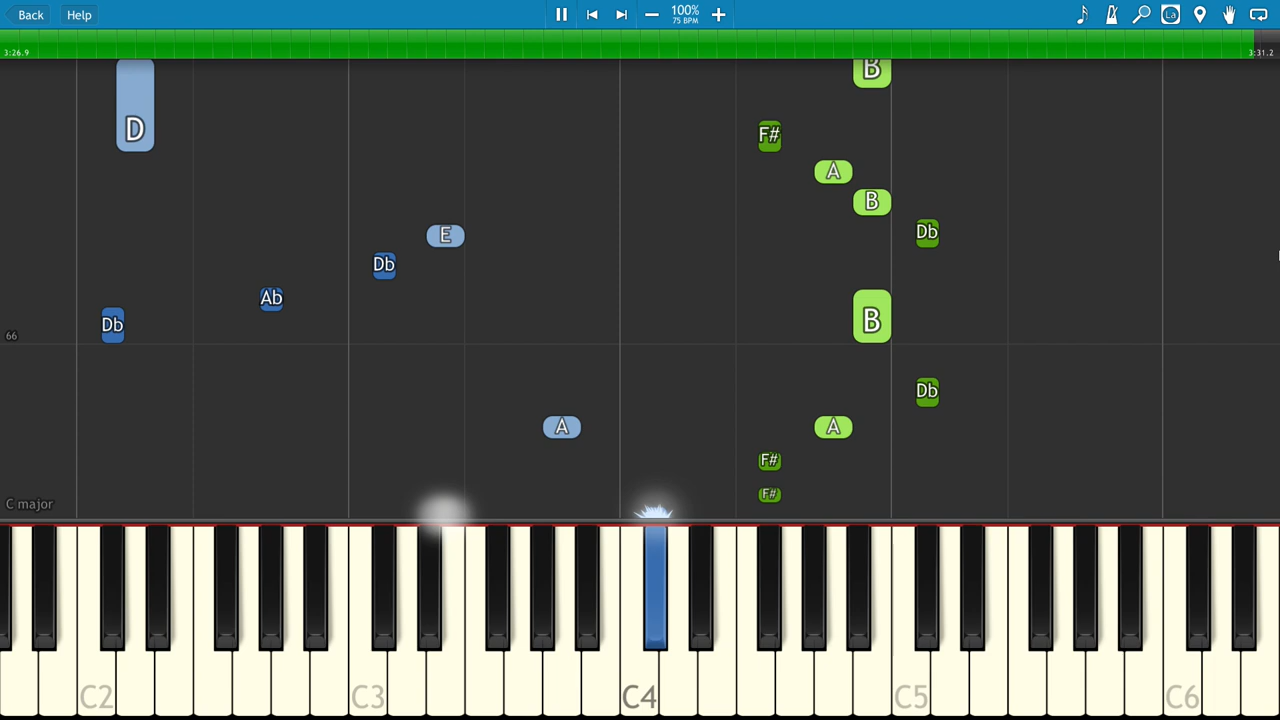 Back Help 100% La
75 BPM
3:26.9 3:31.2
B
D F#
A
B
Db
E
Db
Ab
B
Db
66
Db
A A
F#
F#
C major
C2 C3 C4 C5 C6